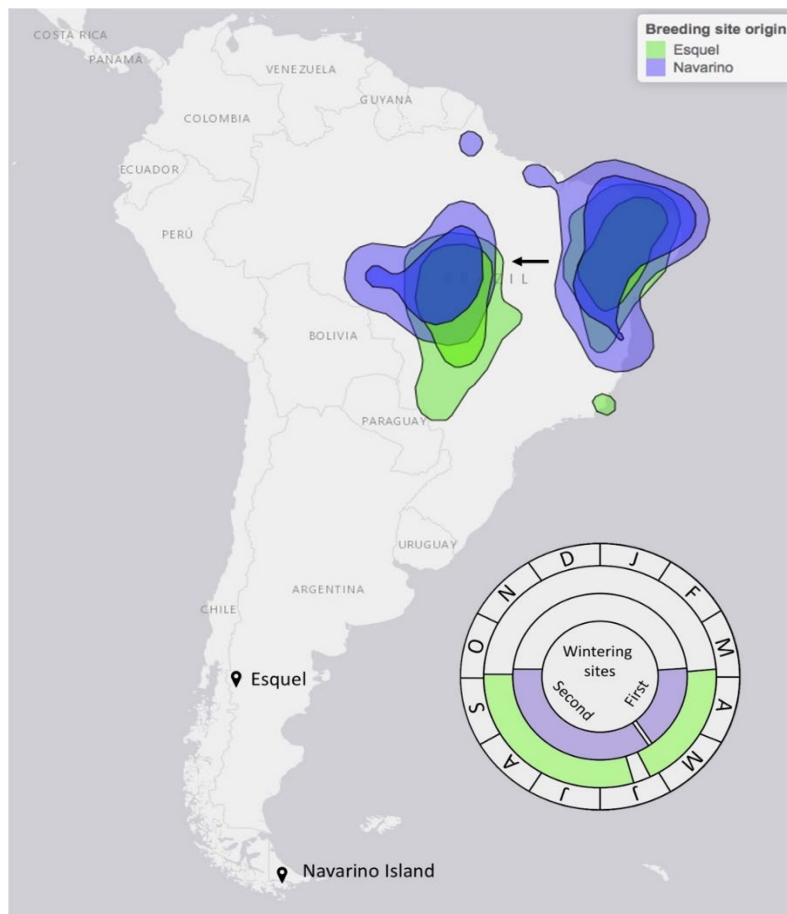 COSTA RICA
PANAMÁ
VENEZUELA
GUYANA
COLOMBIA
ECUADOR
PERÚ
BOLIVIA
PARAGUAY
URUGUAY
ARGENTINA
CHILE
Breeding site origin
Esquel
Navarino
Esquel
Navarino Island
Wintering
sites
First
Second
J
F
M
A
M
J
J
A
S
O
N
D